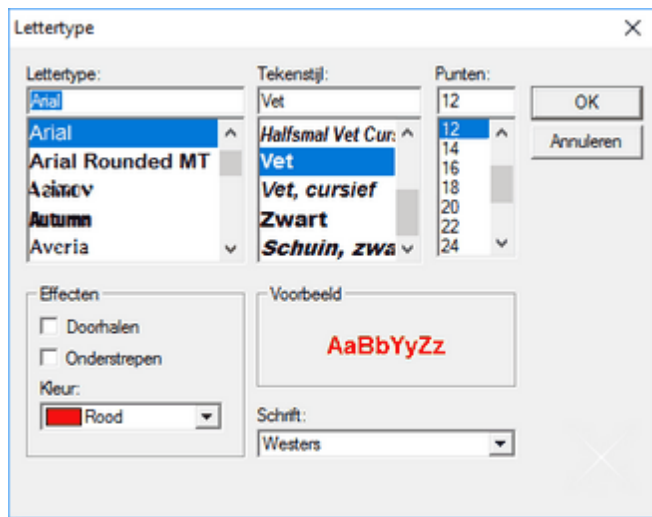 Lettertype
Lettertype:
Arial
Arial
Arial Rounded MT
Asimov
Autumn
Averia
Tekenstijl:
Vet
Halfsmal Vet Curs
Vet
Vet, cursief
Zwart
Schuin, zwa
Punten:
12
12
14
16
18
20
22
24
OK
Annuleren
Effecten
Doorhalen
Onderstrepen
Kleur:
Rood
Voorbeeld
AaBbYyZz
Schrift:
Westers